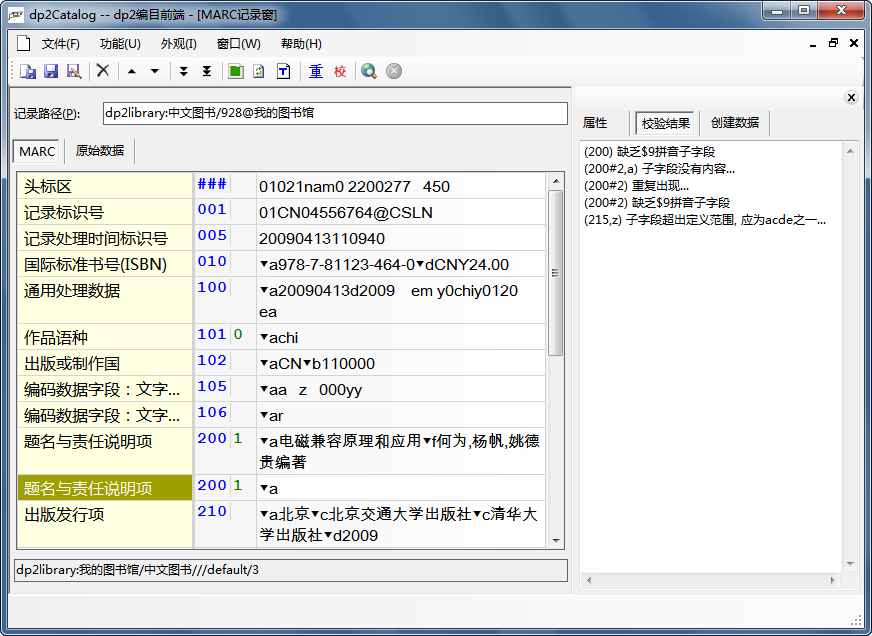 dp2Catalog -- dp2编目前端 - [MARC记录窗]
文件(F) 功能(U) 外观(I) 窗口(W) 帮助(H)
重 校
记录路径(P): dp2library:中文图书/928@我的图书馆
MARC 原始数据
头标区 ### 01021nam0 2200277   450
记录标识号 001 01CN04556764@CSLN
记录处理时间标识号 005 20090413110940
国际标准书号(ISBN) 010 ▼a978-7-81123-464-0▼dCNY24.00
通用处理数据 100 ▼a20090413d2009    em y0chiy0120
ea
作品语种 101 0 ▼achi
出版或制作国 102 ▼aCN▼b110000
编码数据字段：文字... 105 ▼aa   z   000yy
编码数据字段：文字... 106 ▼ar
题名与责任说明项 200 1 ▼a电磁兼容原理和应用▼f何为,杨帆,姚德
贵编著
题名与责任说明项 200 1 ▼a
出版发行项 210 ▼a北京▼c北京交通大学出版社▼c清华大
学出版社▼d2009
dp2library:我的图书馆/中文图书///default/3
属性 校验结果 创建数据
(200) 缺乏$9拼音子字段
(200#2,a) 子字段没有内容...
(200#2) 重复出现...
(200#2) 缺乏$9拼音子字段
(215,z) 子字段超出定义范围, 应为acde之一...